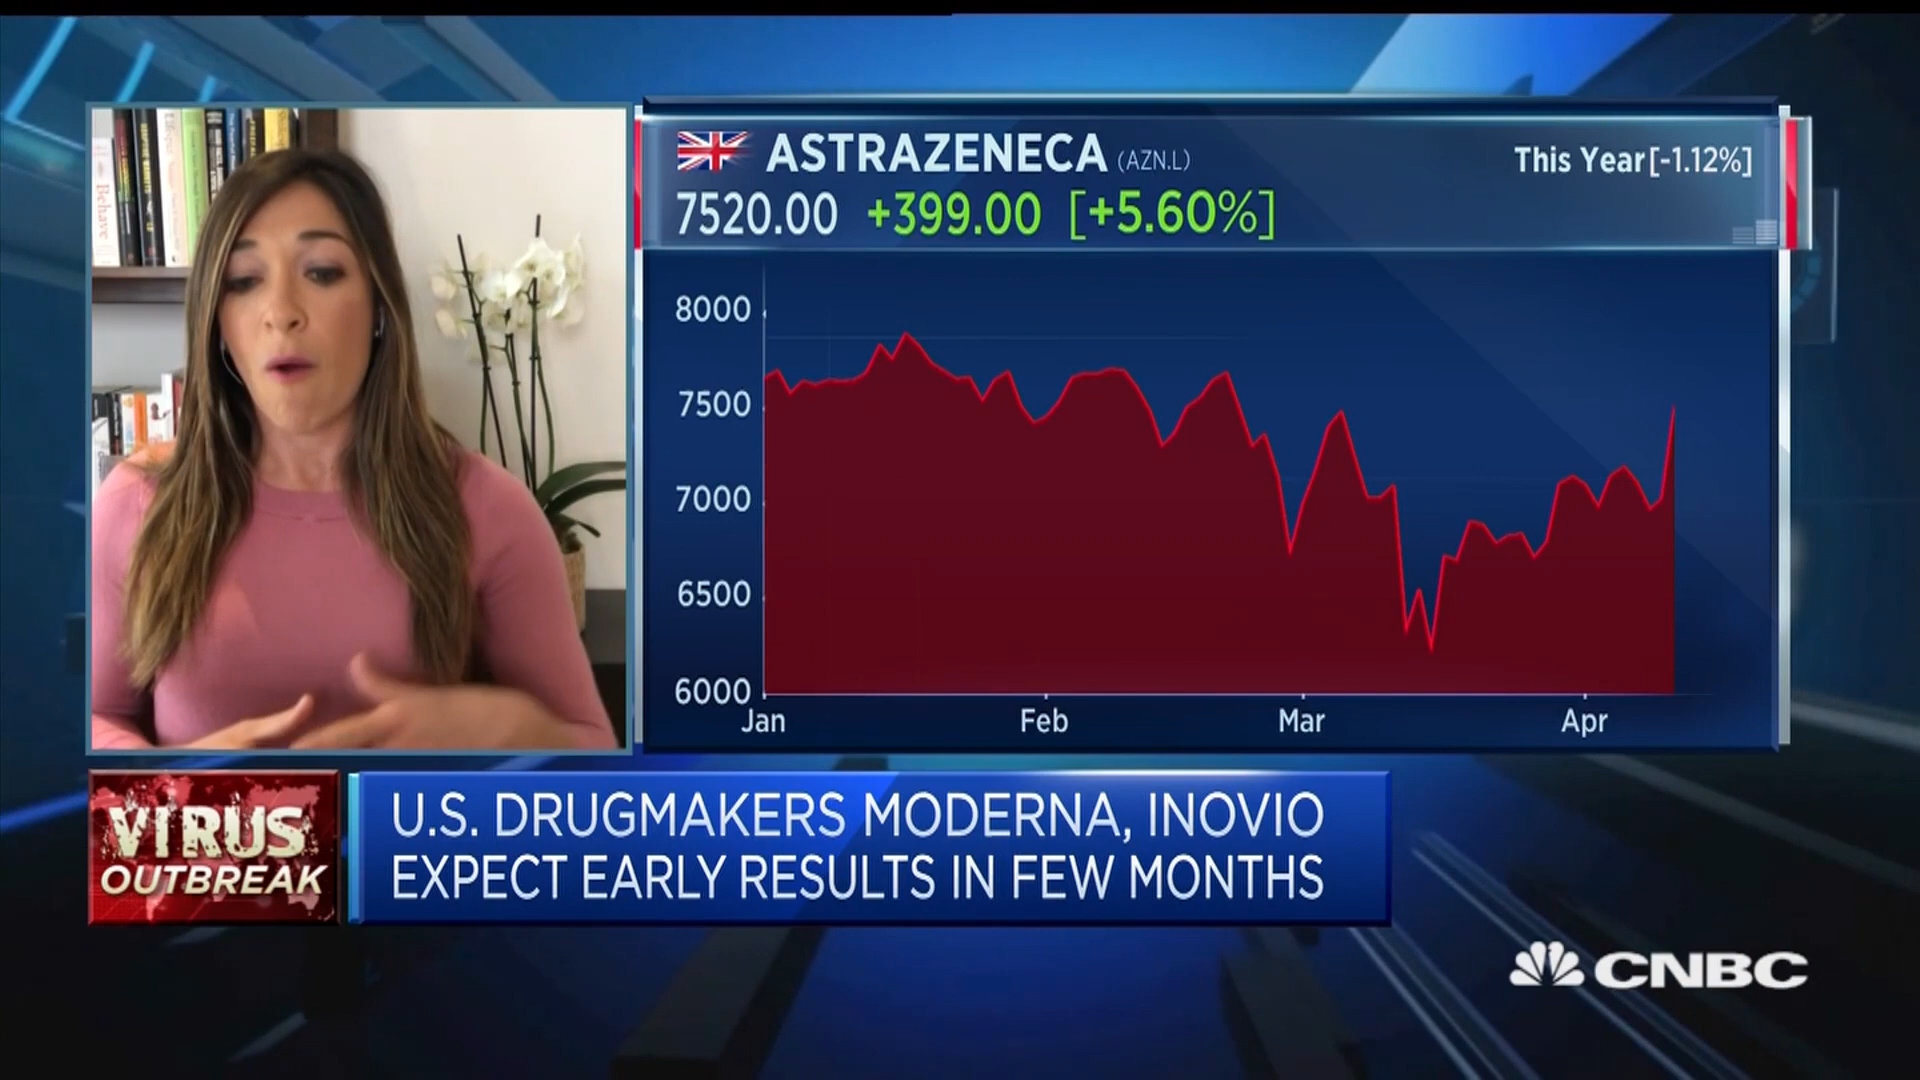 Behave
ASTRAZENECA (AZN.L)
This Year[-1.12%]
7520.00 +399.00 [+5.60%]
8000
7500
7000
6500
6000
Jan Feb Mar Apr
VIRUS
OUTBREAK
U.S. DRUGMAKERS MODERNA, INOVIO
EXPECT EARLY RESULTS IN FEW MONTHS
CNBC